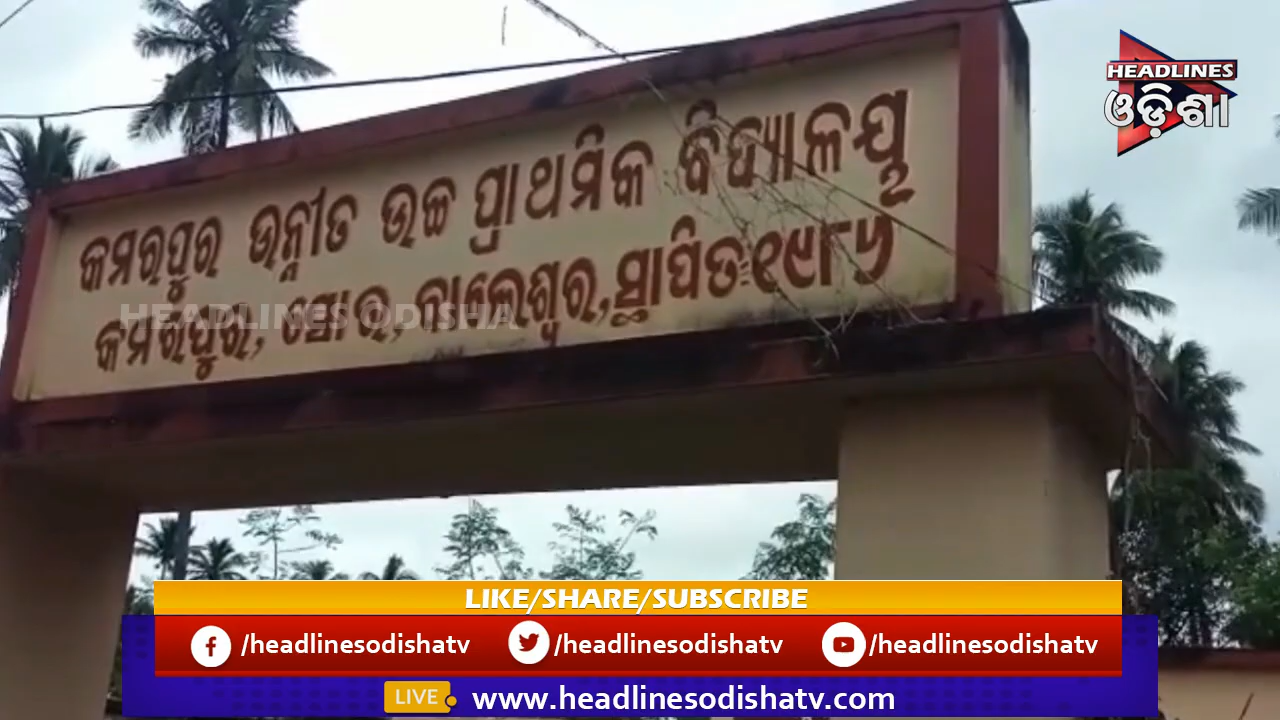 HEADLINES
ଓଡ଼ିଶା
କମରପୁର ଉନ୍ନୀତ ଉଚ୍ଚ ପ୍ରାଥମିକ ବିଦ୍ୟାଳୟ
କମରପୁର, ସୋର, ବାଲେଶ୍ୱର, ସ୍ଥାପିତ-୧୯୮୬
HEADLINES ODISHA
LIKE/SHARE/SUBSCRIBE
/headlinesodishatv /headlinesodishatv /headlinesodishatv
LIVE www.headlinesodishatv.com